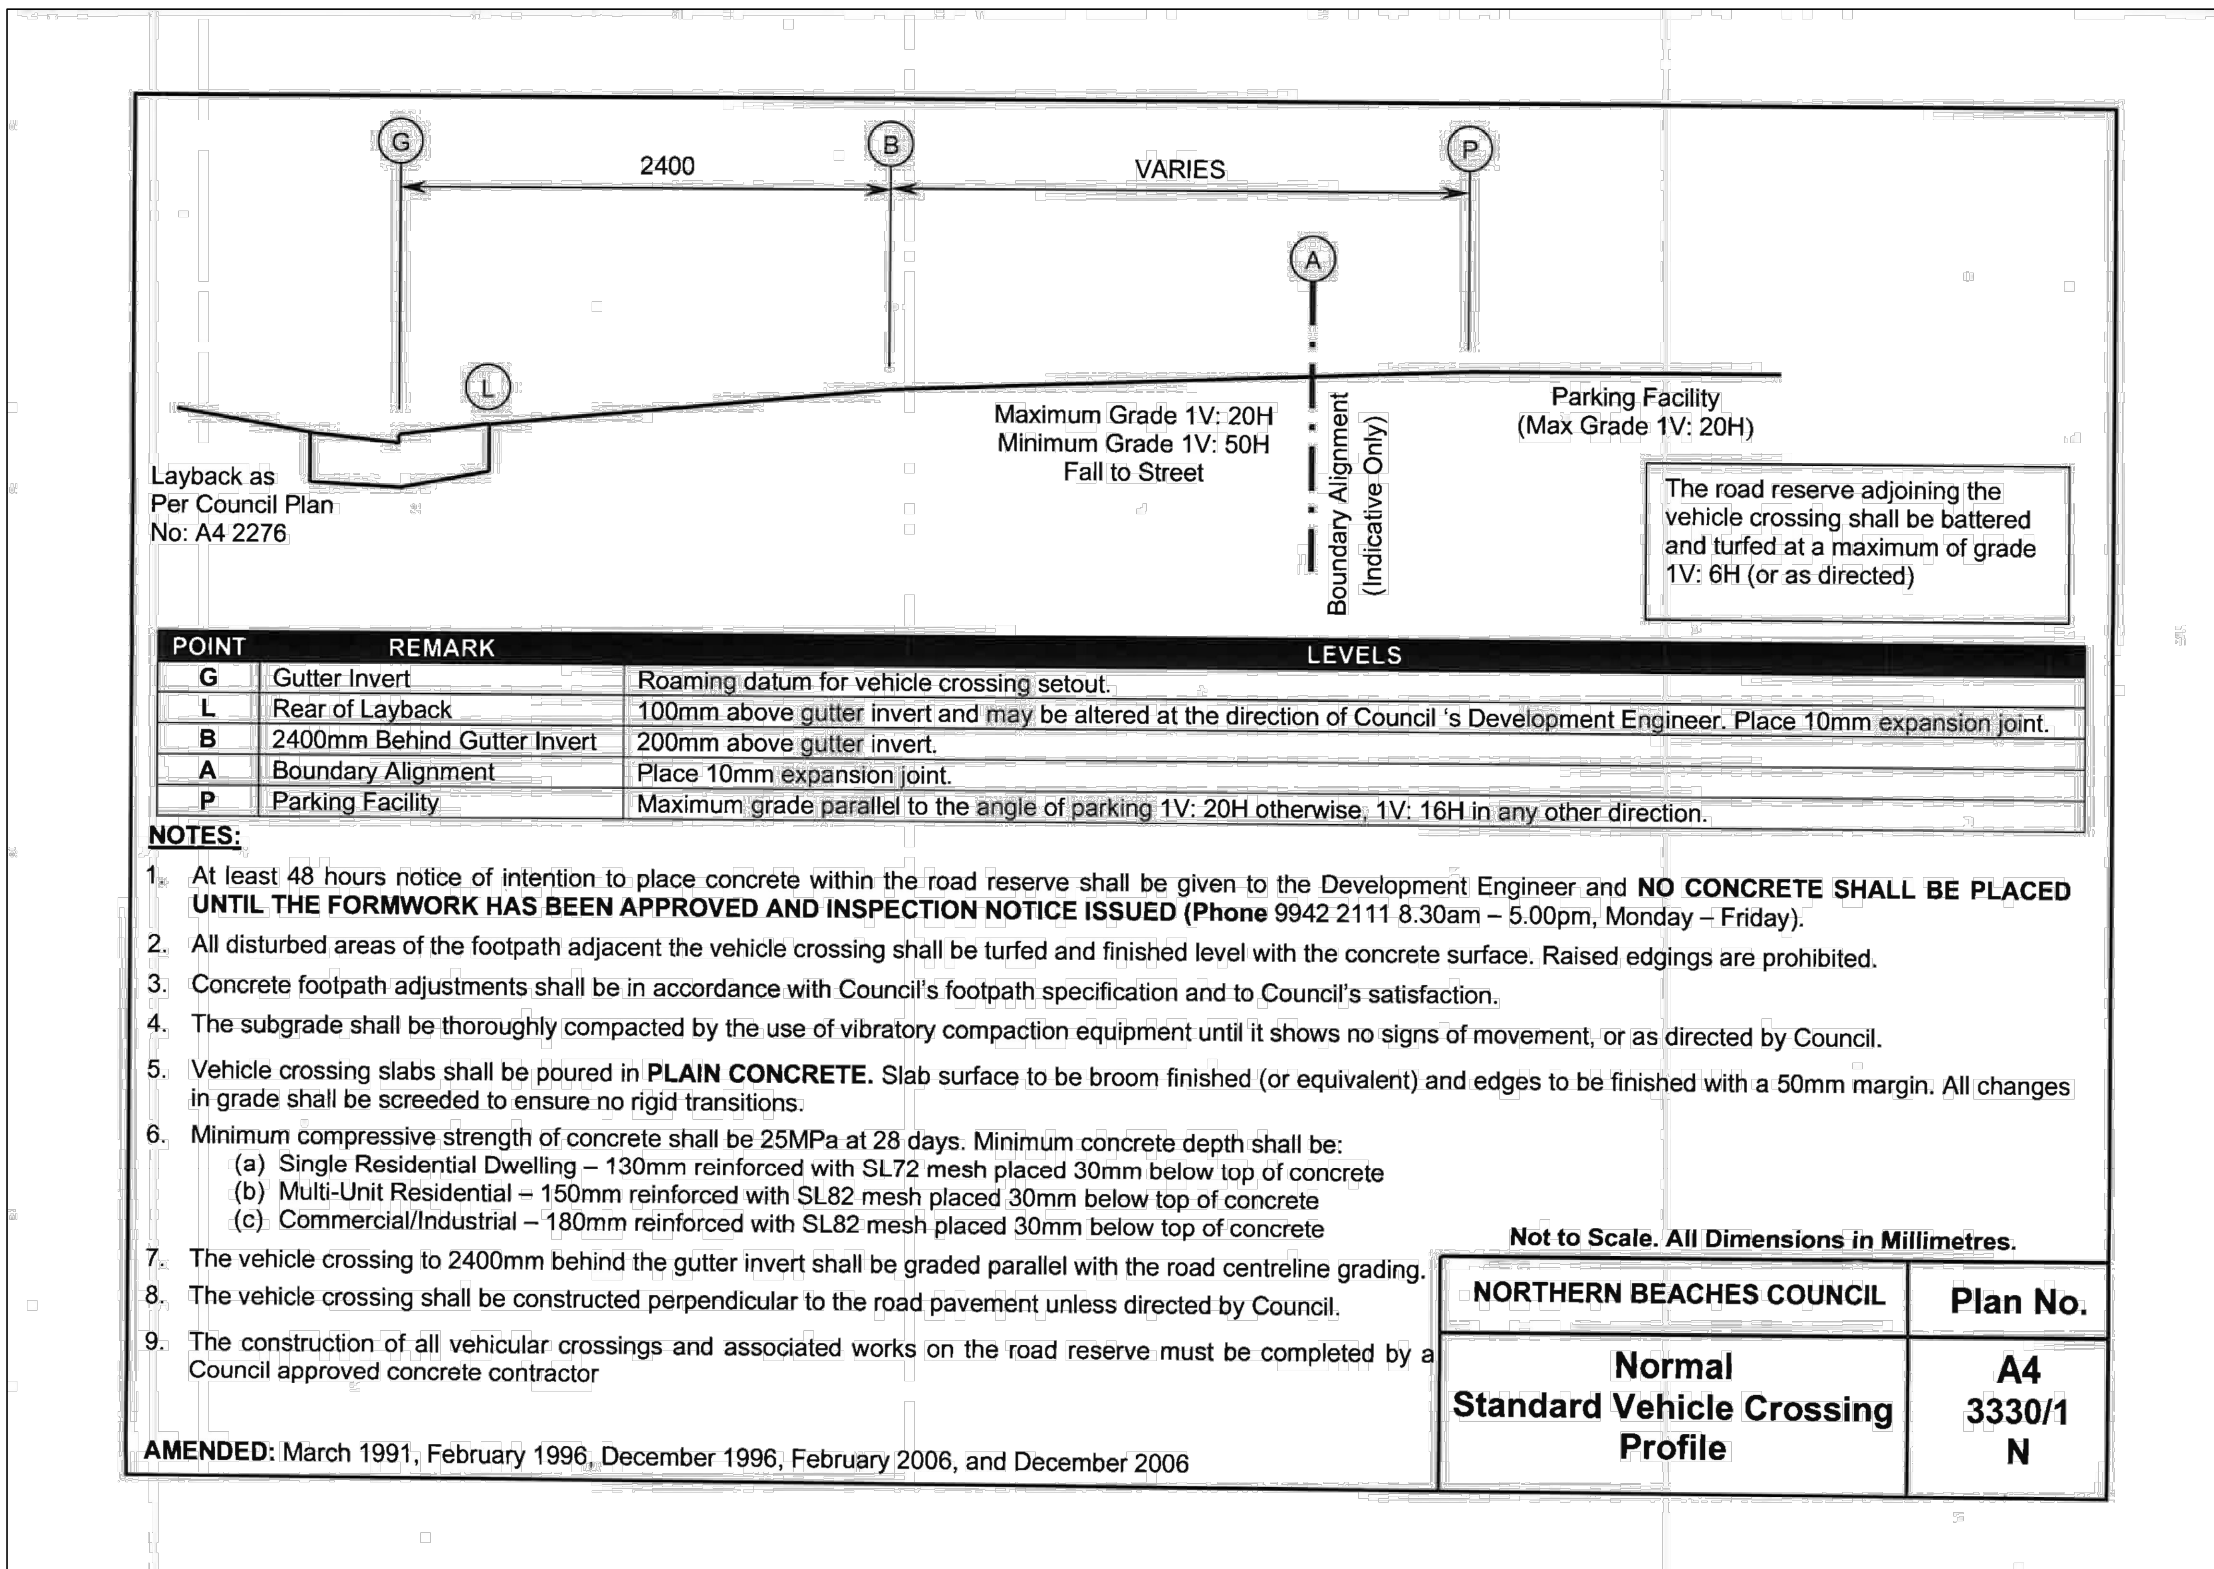 G
B
P
2400
VARIES
A
L
Maximum Grade 1V: 20H
Minimum Grade 1V: 50H
Fall to Street
Parking Facility
(Max Grade 1V: 20H)
Boundary Alignment
(Indicative Only)
Layback as
Per Council Plan
No: A4 2276
The road reserve adjoining the
vehicle crossing shall be battered
and turfed at a maximum of grade
1V: 6H (or as directed)
POINT REMARK LEVELS
G Gutter Invert Roaming datum for vehicle crossing setout.
L Rear of Layback 100mm above gutter invert and may be altered at the direction of Council 's Development Engineer. Place 10mm expansion joint.
B 2400mm Behind Gutter Invert 200mm above gutter invert.
A Boundary Alignment Place 10mm expansion joint.
P Parking Facility Maximum grade parallel to the angle of parking 1V: 20H otherwise, 1V: 16H in any other direction.
NOTES:
1. At least 48 hours notice of intention to place concrete within the road reserve shall be given to the Development Engineer and NO CONCRETE SHALL BE PLACED
UNTIL THE FORMWORK HAS BEEN APPROVED AND INSPECTION NOTICE ISSUED (Phone 9942 2111 8.30am – 5.00pm, Monday – Friday).
2. All disturbed areas of the footpath adjacent the vehicle crossing shall be turfed and finished level with the concrete surface. Raised edgings are prohibited.
3. Concrete footpath adjustments shall be in accordance with Council's footpath specification and to Council's satisfaction.
4. The subgrade shall be thoroughly compacted by the use of vibratory compaction equipment until it shows no signs of movement, or as directed by Council.
5. Vehicle crossing slabs shall be poured in PLAIN CONCRETE. Slab surface to be broom finished (or equivalent) and edges to be finished with a 50mm margin. All changes
in grade shall be screeded to ensure no rigid transitions.
6. Minimum compressive strength of concrete shall be 25MPa at 28 days. Minimum concrete depth shall be:
(a) Single Residential Dwelling – 130mm reinforced with SL72 mesh placed 30mm below top of concrete
(b) Multi-Unit Residential – 150mm reinforced with SL82 mesh placed 30mm below top of concrete
(c) Commercial/Industrial – 180mm reinforced with SL82 mesh placed 30mm below top of concrete
7. The vehicle crossing to 2400mm behind the gutter invert shall be graded parallel with the road centreline grading.
8. The vehicle crossing shall be constructed perpendicular to the road pavement unless directed by Council.
9. The construction of all vehicular crossings and associated works on the road reserve must be completed by a
Council approved concrete contractor
AMENDED: March 1991, February 1996, December 1996, February 2006, and December 2006
Not to Scale. All Dimensions in Millimetres.
NORTHERN BEACHES COUNCIL
Plan No.
Normal
Standard Vehicle Crossing
Profile
A4
3330/1
N